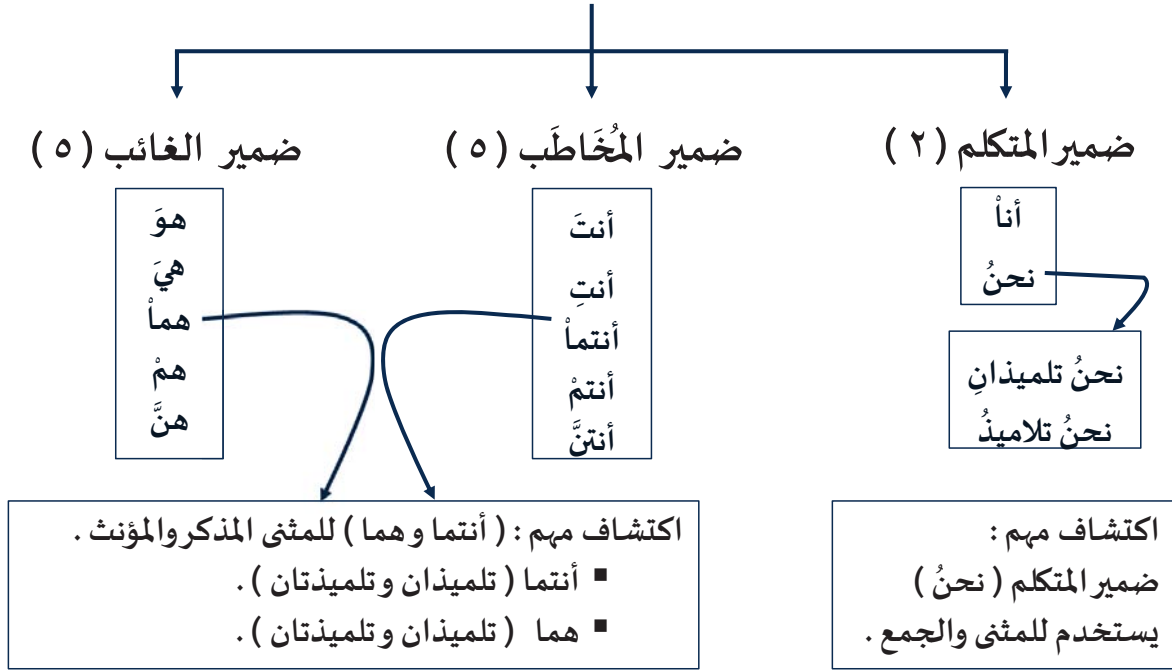 ضمير المتكلم ( ٢ )
أناْ
نحنُ
نحنُ تلميذانِ
نحنُ تلاميذُ
اكتشاف مهم :
ضمير المتكلم ( نحنُ )
يستخدم للمثنى والجمع .
ضمير المُخَاطَب ( ٥ )
أنتَ
أنتِ
أنتماْ
أنتمْ
أنتنَّ
ضمير الغائب ( ٥ )
هوَ
هيَ
هماْ
همْ
هنَّ
اكتشاف مهم : ( أنتما و هما ) للمثنى المذكر والمؤنث .
▪ أنتما ( تلميذان و تلميذتان ) .
▪ هما ( تلميذان و تلميذتان ) .